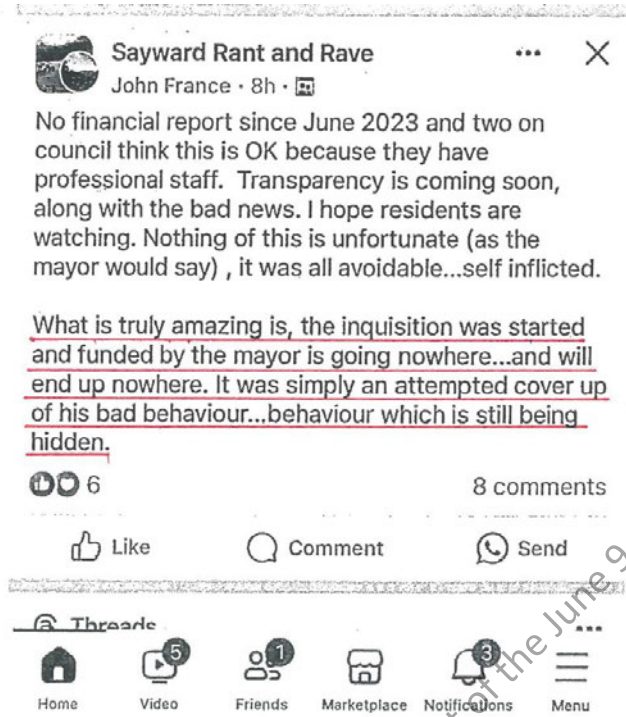 Sayward Rant and Rave
John France · 8h ·
No financial report since June 2023 and two on
council think this is OK because they have
professional staff. Transparency is coming soon,
along with the bad news. I hope residents are
watching. Nothing of this is unfortunate (as the
mayor would say) , it was all avoidable...self inflicted.
What is truly amazing is, the inquisition was started
and funded by the mayor is going nowhere...and will
end up nowhere. It was simply an attempted cover up
of his bad behaviour...behaviour which is still being
hidden.
6 8 comments
Like Comment Send
Threads
5 1 3
Home Video Friends Marketplace Notifications Menu
of the June 9